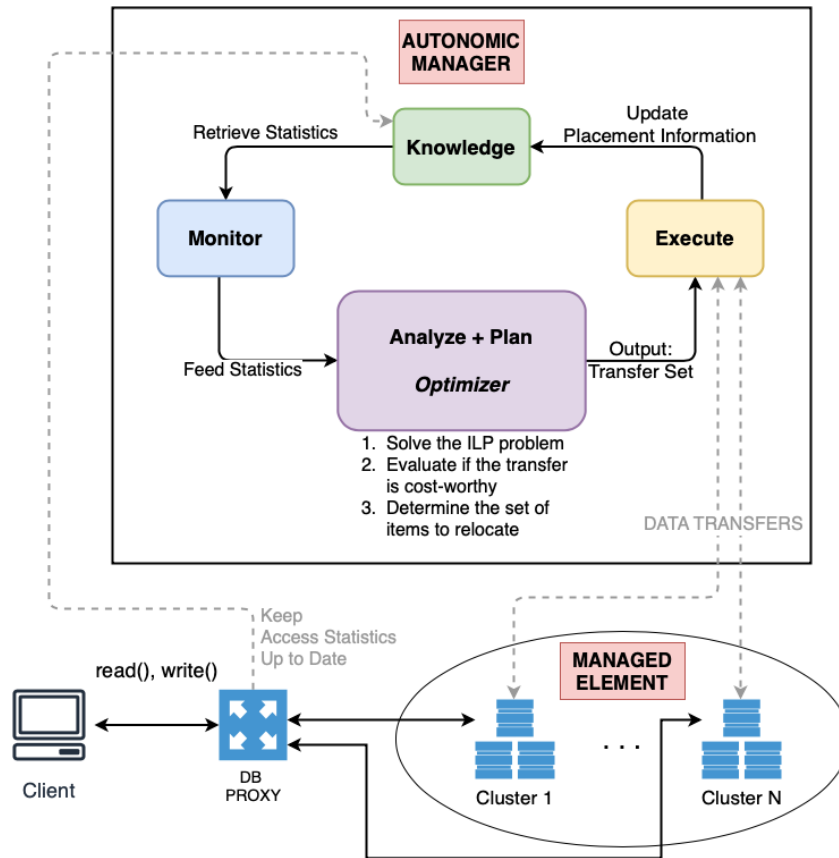 AUTONOMIC
MANAGER
Update
Placement Information
Retrieve Statistics
Knowledge
Monitor
Execute
Analyze + Plan
Optimizer
Feed Statistics
Output:
Transfer Set
1. Solve the ILP problem
2. Evaluate if the transfer
is cost-worthy
3. Determine the set of
items to relocate
DATA TRANSFERS
Keep
Access Statistics
Up to Date
MANAGED
ELEMENT
read(), write()
Client
DB
PROXY
. . .
Cluster 1
Cluster N